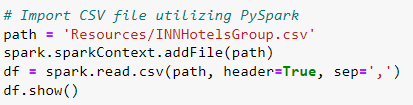 # Import CSV file utilizing PySpark
path = 'Resources/INNHotelsGroup.csv'
spark.sparkContext.addFile(path)
df = spark.read.csv(path, header=True, sep=',')
df.show()